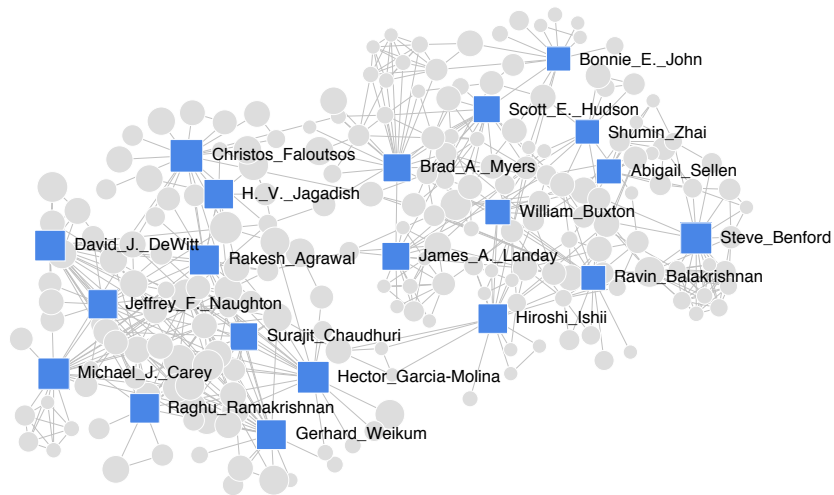 Bonnie_E._John
Scott_E._Hudson
Shumin_Zhai
Christos_Faloutsos
Brad_A._Myers
Abigail_Sellen
H._V._Jagadish
William_Buxton
Steve_Benford
David_J._DeWitt
Rakesh_Agrawal
James_A._Landay
Ravin_Balakrishnan
Jeffrey_F._Naughton
Hiroshi_Ishii
Surajit_Chaudhuri
Michael_J._Carey
Hector_Garcia-Molina
Raghu_Ramakrishnan
Gerhard_Weikum